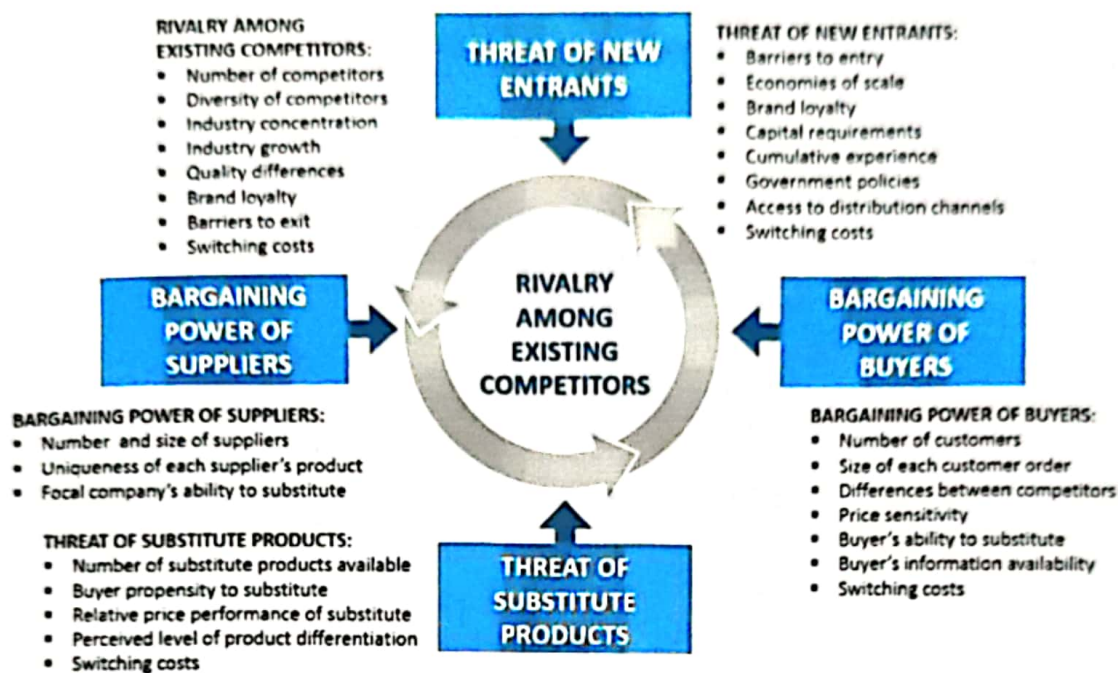 RIVALRY AMONG
EXISTING COMPETITORS:
▪ Number of competitors
▪ Diversity of competitors
▪ Industry concentration
▪ Industry growth
▪ Quality differences
▪ Brand loyalty
▪ Barriers to exit
▪ Switching costs
THREAT OF NEW
ENTRANTS
THREAT OF NEW ENTRANTS:
▪ Barriers to entry
▪ Economies of scale
▪ Brand loyalty
▪ Capital requirements
▪ Cumulative experience
▪ Government policies
▪ Access to distribution channels
▪ Switching costs
BARGAINING
POWER OF
SUPPLIERS
RIVALRY
AMONG
EXISTING
COMPETITORS
BARGAINING
POWER OF
BUYERS
BARGAINING POWER OF SUPPLIERS:
▪ Number and size of suppliers
▪ Uniqueness of each supplier's product
▪ Focal company's ability to substitute
BARGAINING POWER OF BUYERS:
▪ Number of customers
▪ Size of each customer order
▪ Differences between competitors
▪ Price sensitivity
▪ Buyer's ability to substitute
▪ Buyer's information availability
▪ Switching costs
THREAT OF SUBSTITUTE PRODUCTS:
▪ Number of substitute products available
▪ Buyer propensity to substitute
▪ Relative price performance of substitute
▪ Perceived level of product differentiation
▪ Switching costs
THREAT OF
SUBSTITUTE
PRODUCTS